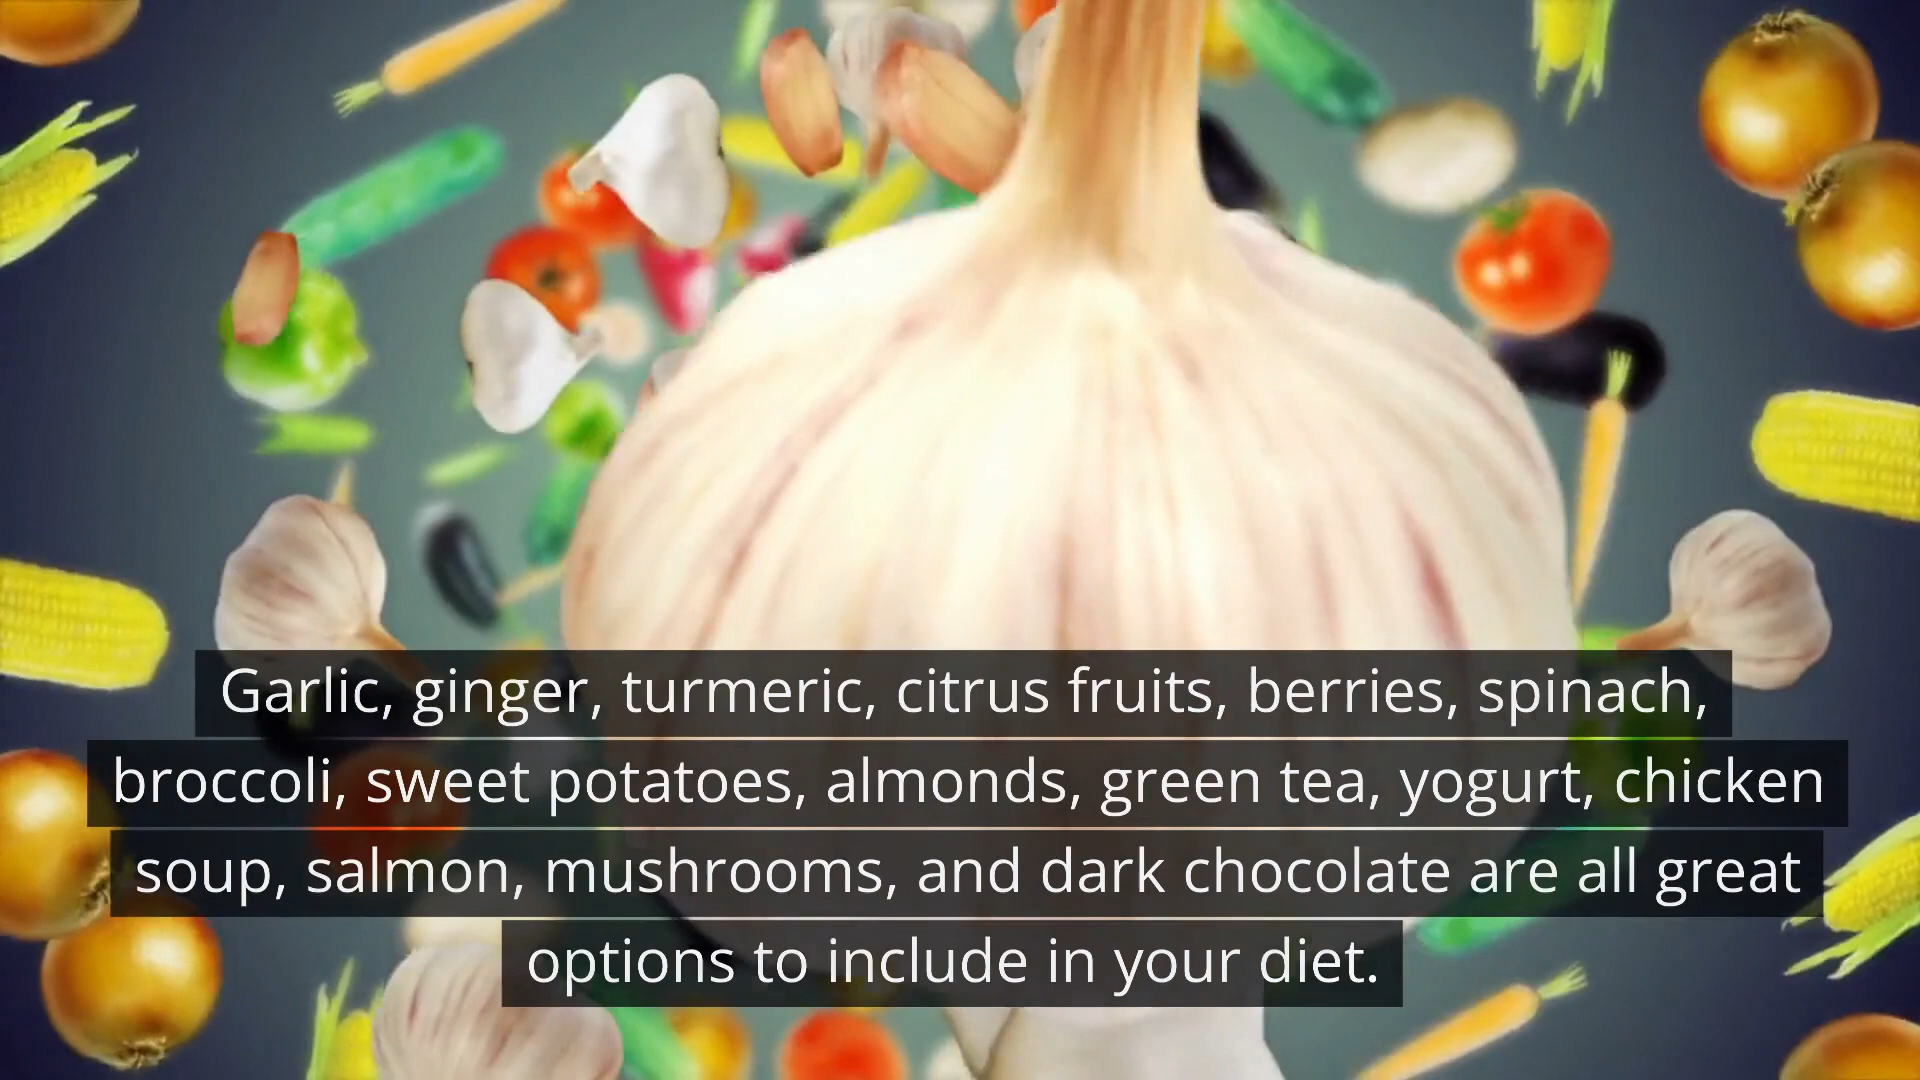 Garlic, ginger, turmeric, citrus fruits, berries, spinach,
broccoli, sweet potatoes, almonds, green tea, yogurt, chicken
soup, salmon, mushrooms, and dark chocolate are all great
options to include in your diet.